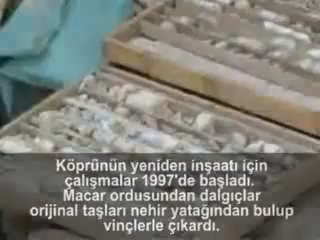 Köprünün yeniden inşaatı için
çalışmalar 1997'de başladı.
Macar ordusundan dalgıçlar
orijinal taşları nehir yatağından bulup
vinçlerle çıkardı.